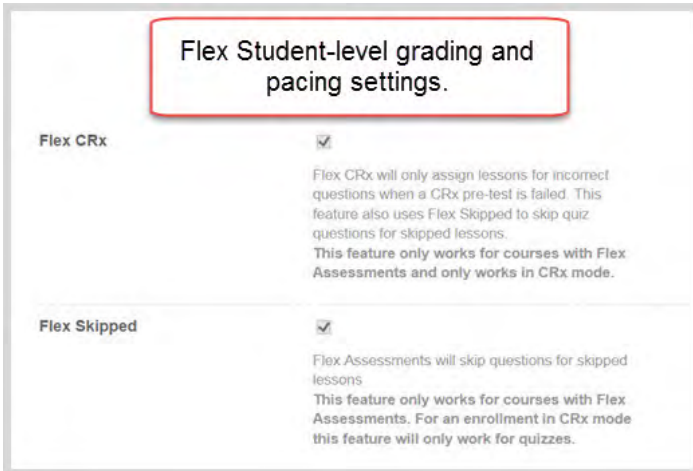 Flex Student-level grading and
pacing settings.
Flex CRx
Flex CRx will only assign lessons for incorrect
questions when a CRx pre-test is failed. This
feature also uses Flex Skipped to skip quiz
questions for skipped lessons.
This feature only works for courses with Flex
Assessments and only works in CRx mode.
Flex Skipped
Flex Assessments will skip questions for skipped
lessons
This feature only works for courses with Flex
Assessments. For an enrollment in CRx mode
this feature will only work for quizzes.